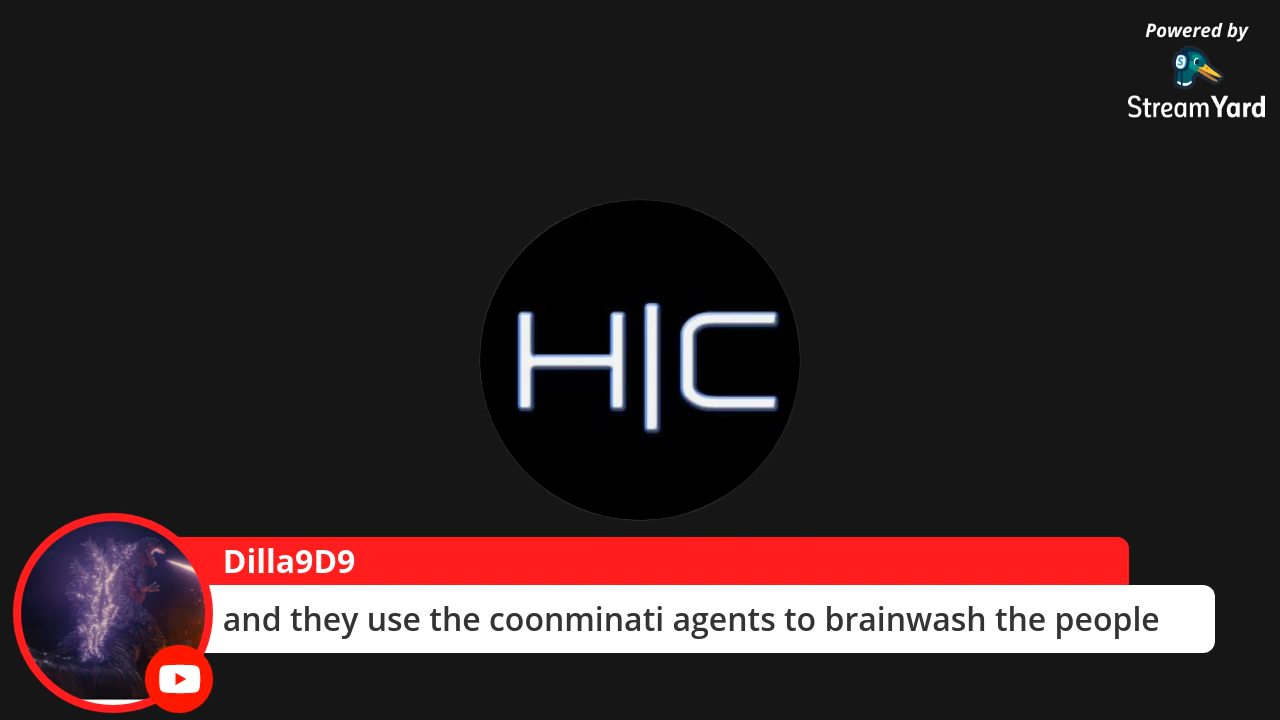 Powered by
StreamYard
H|C
Dilla9D9
and they use the coonminati agents to brainwash the people